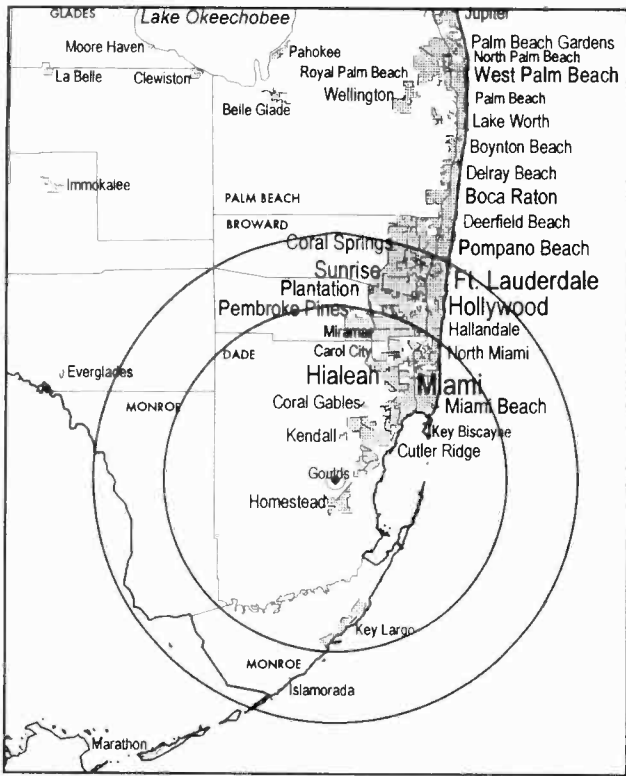 GLADES
Lake Okeechobee
Jupiter
Moore Haven
Pahokee
Palm Beach Gardens
North Palm Beach
La Belle
Clewiston
Royal Palm Beach
West Palm Beach
Wellington
Palm Beach
Belle Glade
Lake Worth
Boynton Beach
Delray Beach
Immokalee
PALM BEACH
Boca Raton
BROWARD
Deerfield Beach
Coral Springs
Pompano Beach
Sunrise
Ft. Lauderdale
Plantation
Pembroke Pines
Hollywood
Miramar
Hallandale
DADE
Carol City
North Miami
Everglades
Hialeah
Miami
MONROE
Coral Gables
Miami Beach
Kendall
Key Biscayne
Cutler Ridge
Goulds
Homestead
Key Largo
MONROE
Islamorada
Marathon